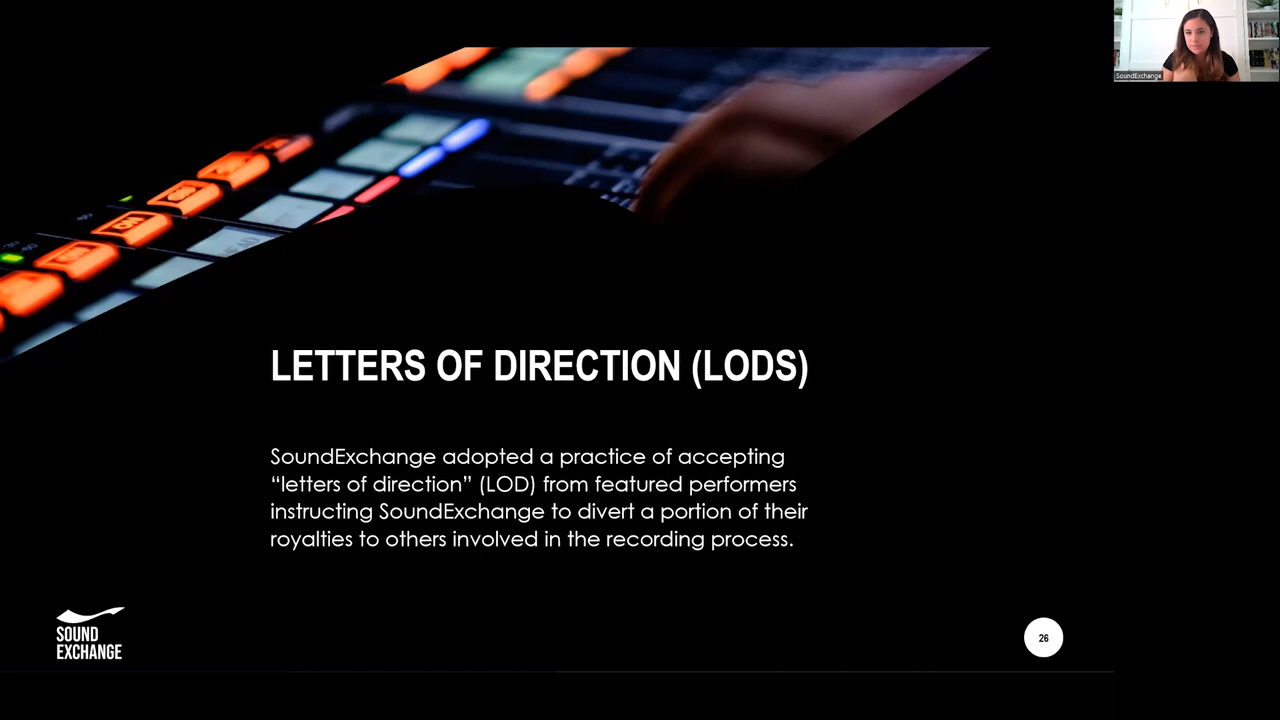 SoundExchange
ON
LETTERS OF DIRECTION (LODS)
SoundExchange adopted a practice of accepting
“letters of direction” (LOD) from featured performers
instructing SoundExchange to divert a portion of their
royalties to others involved in the recording process.
SOUND
EXCHANGE
26